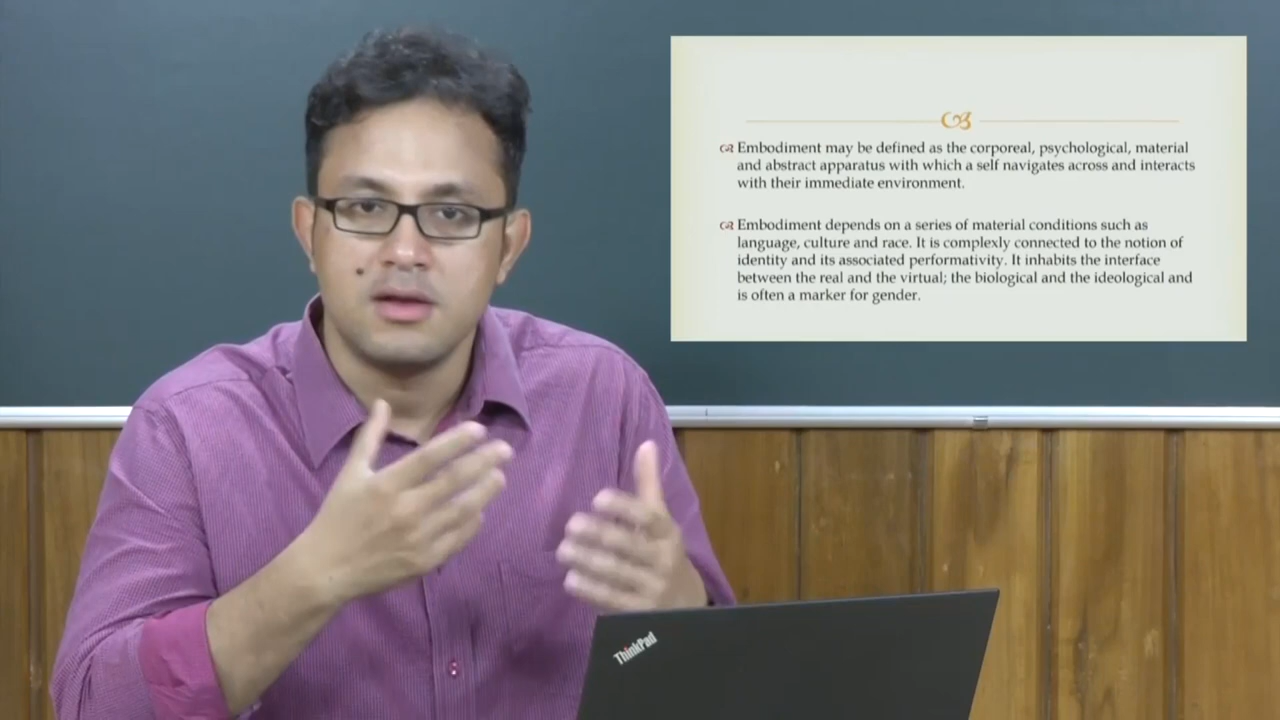 Embodiment may be defined as the corporeal, psychological, material
and abstract apparatus with which a self navigates across and interacts
with their immediate environment.
Embodiment depends on a series of material conditions such as
language, culture and race. It is complexly connected to the notion of
identity and its associated performativity. It inhabits the interface
between the real and the virtual; the biological and the ideological and
is often a marker for gender.
ThinkPad